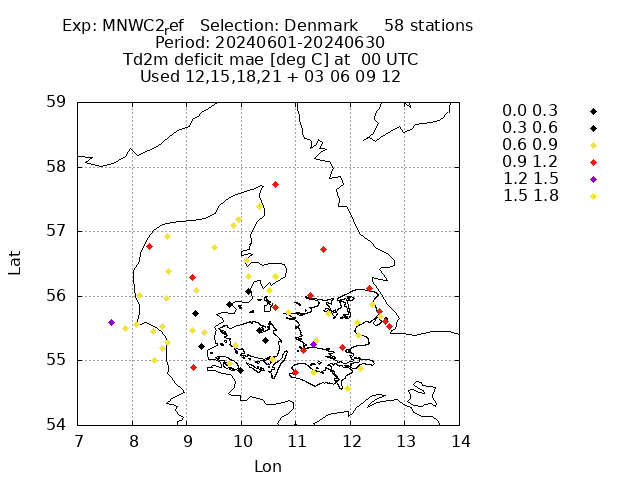 Exp: MNWC2ref Selection: Denmark 58 stations
Period: 20240601-20240630
Td2m deficit mae [deg C] at 00 UTC
Used 12,15,18,21 + 03 06 09 12
59
58
57
56
55
54
7 8 9 10 11 12 13 14
Lat
Lon
0.0 0.3
0.3 0.6
0.6 0.9
0.9 1.2
1.2 1.5
1.5 1.8